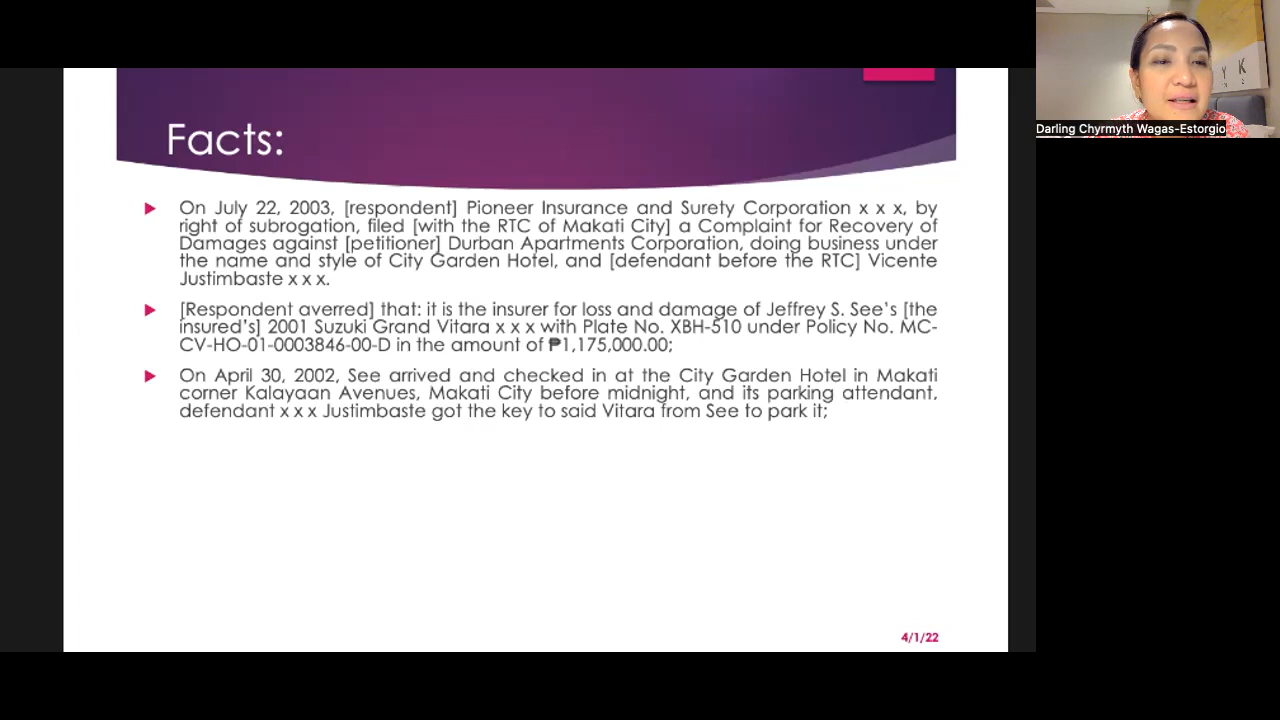 Facts:
On July 22, 2003, [respondent] Pioneer Insurance and Surety Corporation x x x, by
right of subrogation, filed [with the RTC of Makati City] a Complaint for Recovery of
Damages against [petitioner] Durban Apartments Corporation, doing business under
the name and style of City Garden Hotel, and [defendant before the RTC] Vicente
Justimbaste x x x.
[Respondent averred] that: it is the insurer for loss and damage of Jeffrey S. See's [the
insured's] 2001 Suzuki Grand Vitara x x x with Plate No. XBH-510 under Policy No. MC-
CV-HO-01-0003846-00-D in the amount of ₱1,175,000.00;
On April 30, 2002, See arrived and checked in at the City Garden Hotel in Makati
corner Kalayaan Avenues, Makati City before midnight, and its parking attendant,
defendant x x x Justimbaste got the key to said Vitara from See to park it;
4/1/22
Y K
Darling Chyrmyth Wagas-Estorgio